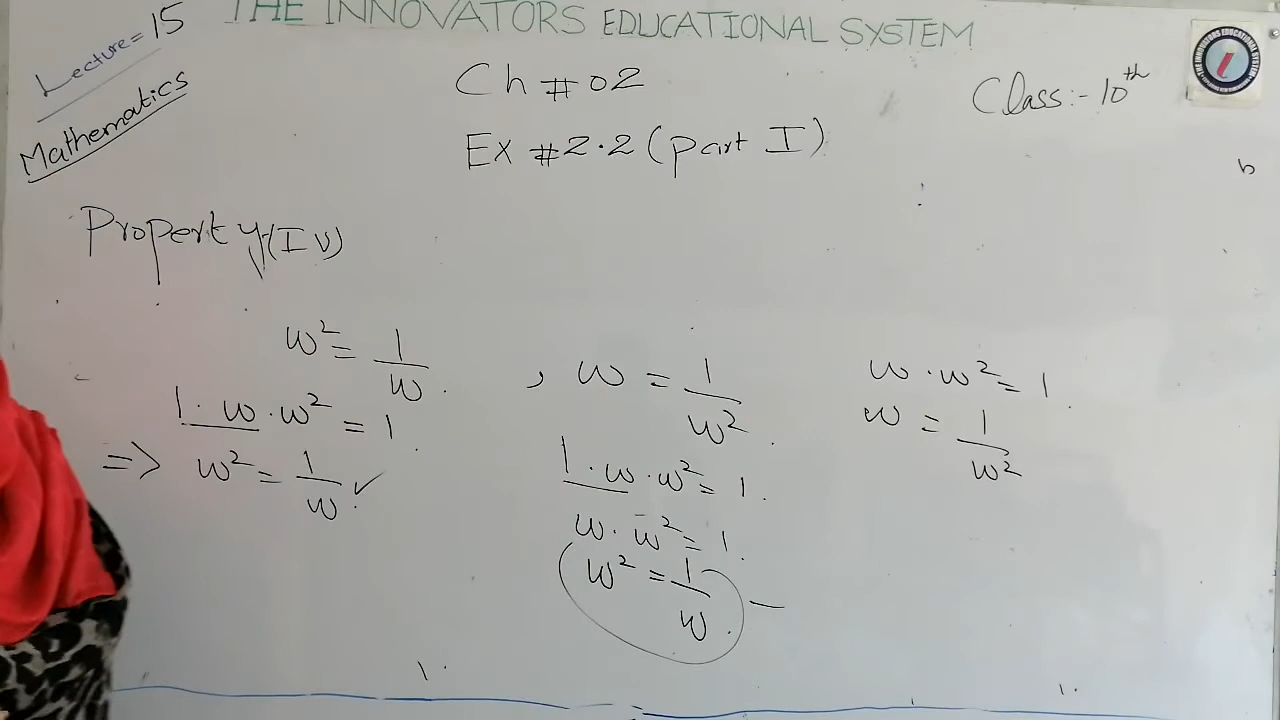 THE INNOVATORS EDUCATIONAL SYSTEM
Lecture = 15
Mathematics
Ch # 02
Class:- 10th
Ex # 2.2 (Part I)
b
Property (IV)
ω² = 1/ω.
1 · ω · ω² = 1.
=> ω² = 1/ω. ✓
, ω = 1/ω².
1 · ω · ω² = 1.
ω · ω² = 1.
ω² = 1/ω.
ω · ω² = 1.
ω = 1/ω²